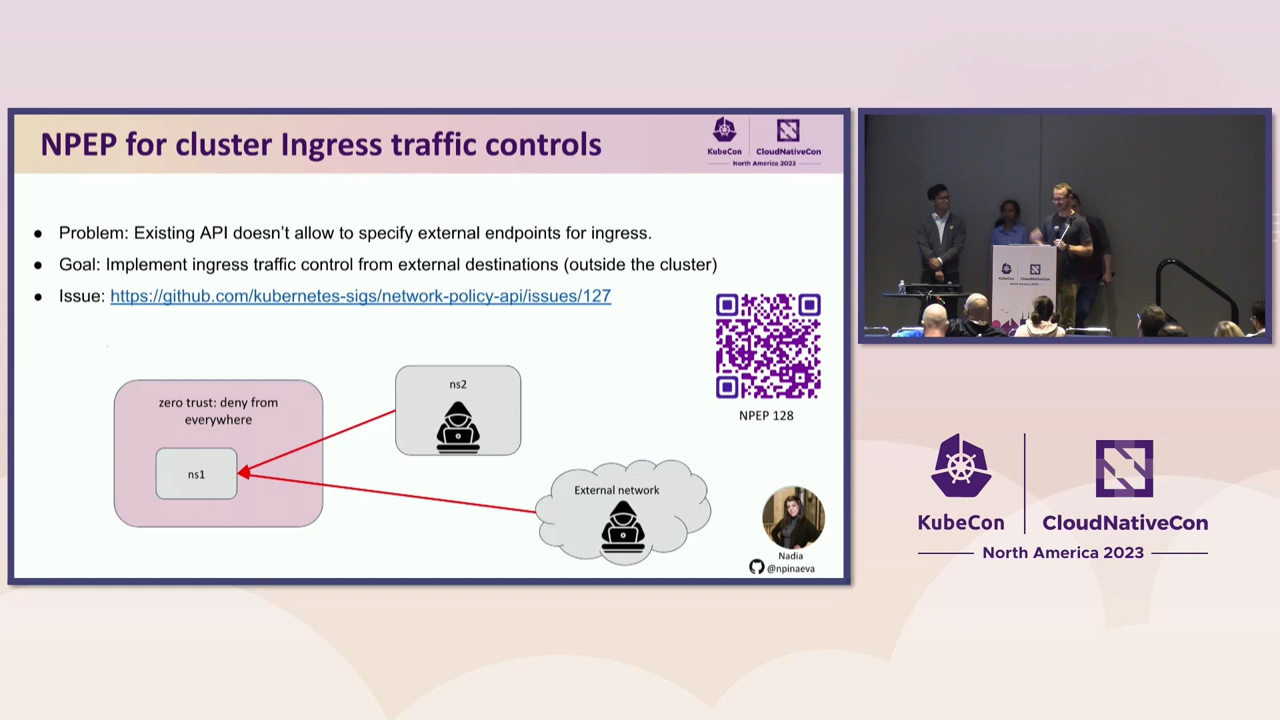 NPEP for cluster Ingress traffic controls
KubeCon
CloudNativeCon
North America 2023
● Problem: Existing API doesn’t allow to specify external endpoints for ingress.
● Goal: Implement ingress traffic control from external destinations (outside the cluster)
● Issue: https://github.com/kubernetes-sigs/network-policy-api/issues/127
zero trust: deny from
everywhere
ns1
ns2
External network
NPEP 128
Nadia
@npinaeva
KubeCon
CloudNativeCon
North America 2023